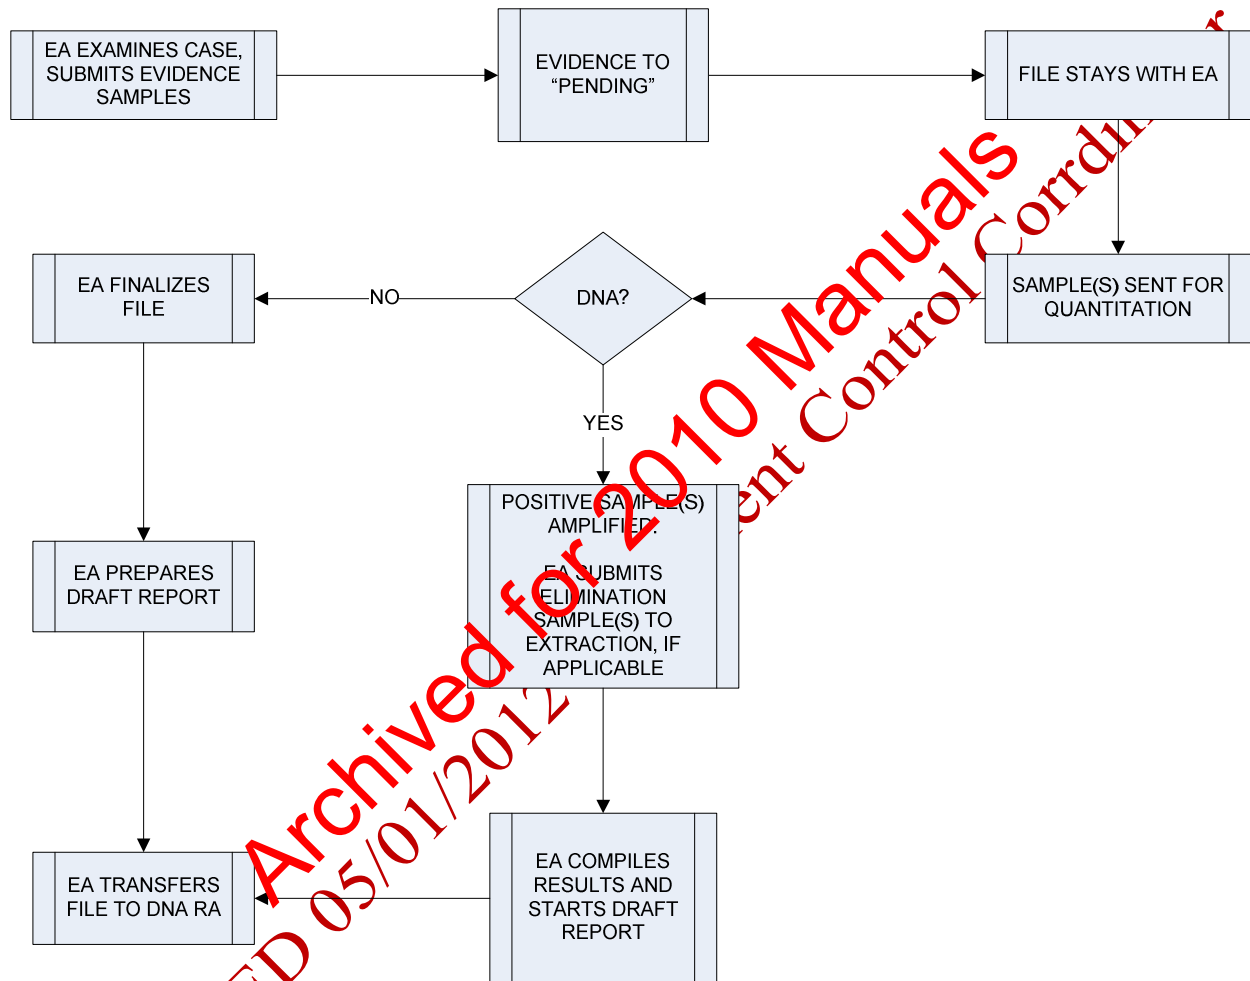 EA EXAMINES CASE,
SUBMITS EVIDENCE
SAMPLES
EVIDENCE TO
“PENDING”
FILE STAYS WITH EA
EA FINALIZES
FILE
NO
DNA?
SAMPLE(S) SENT FOR
QUANTITATION
YES
POSITIVE SAMPLE(S)
AMPLIFIED.
EA SUBMITS
ELIMINATION
SAMPLE(S) TO
EXTRACTION, IF
APPLICABLE
EA PREPARES
DRAFT REPORT
EA TRANSFERS
FILE TO DNA RA
EA COMPILES
RESULTS AND
STARTS DRAFT
REPORT
Archived for 2010 Manuals
05/01/2012 Control